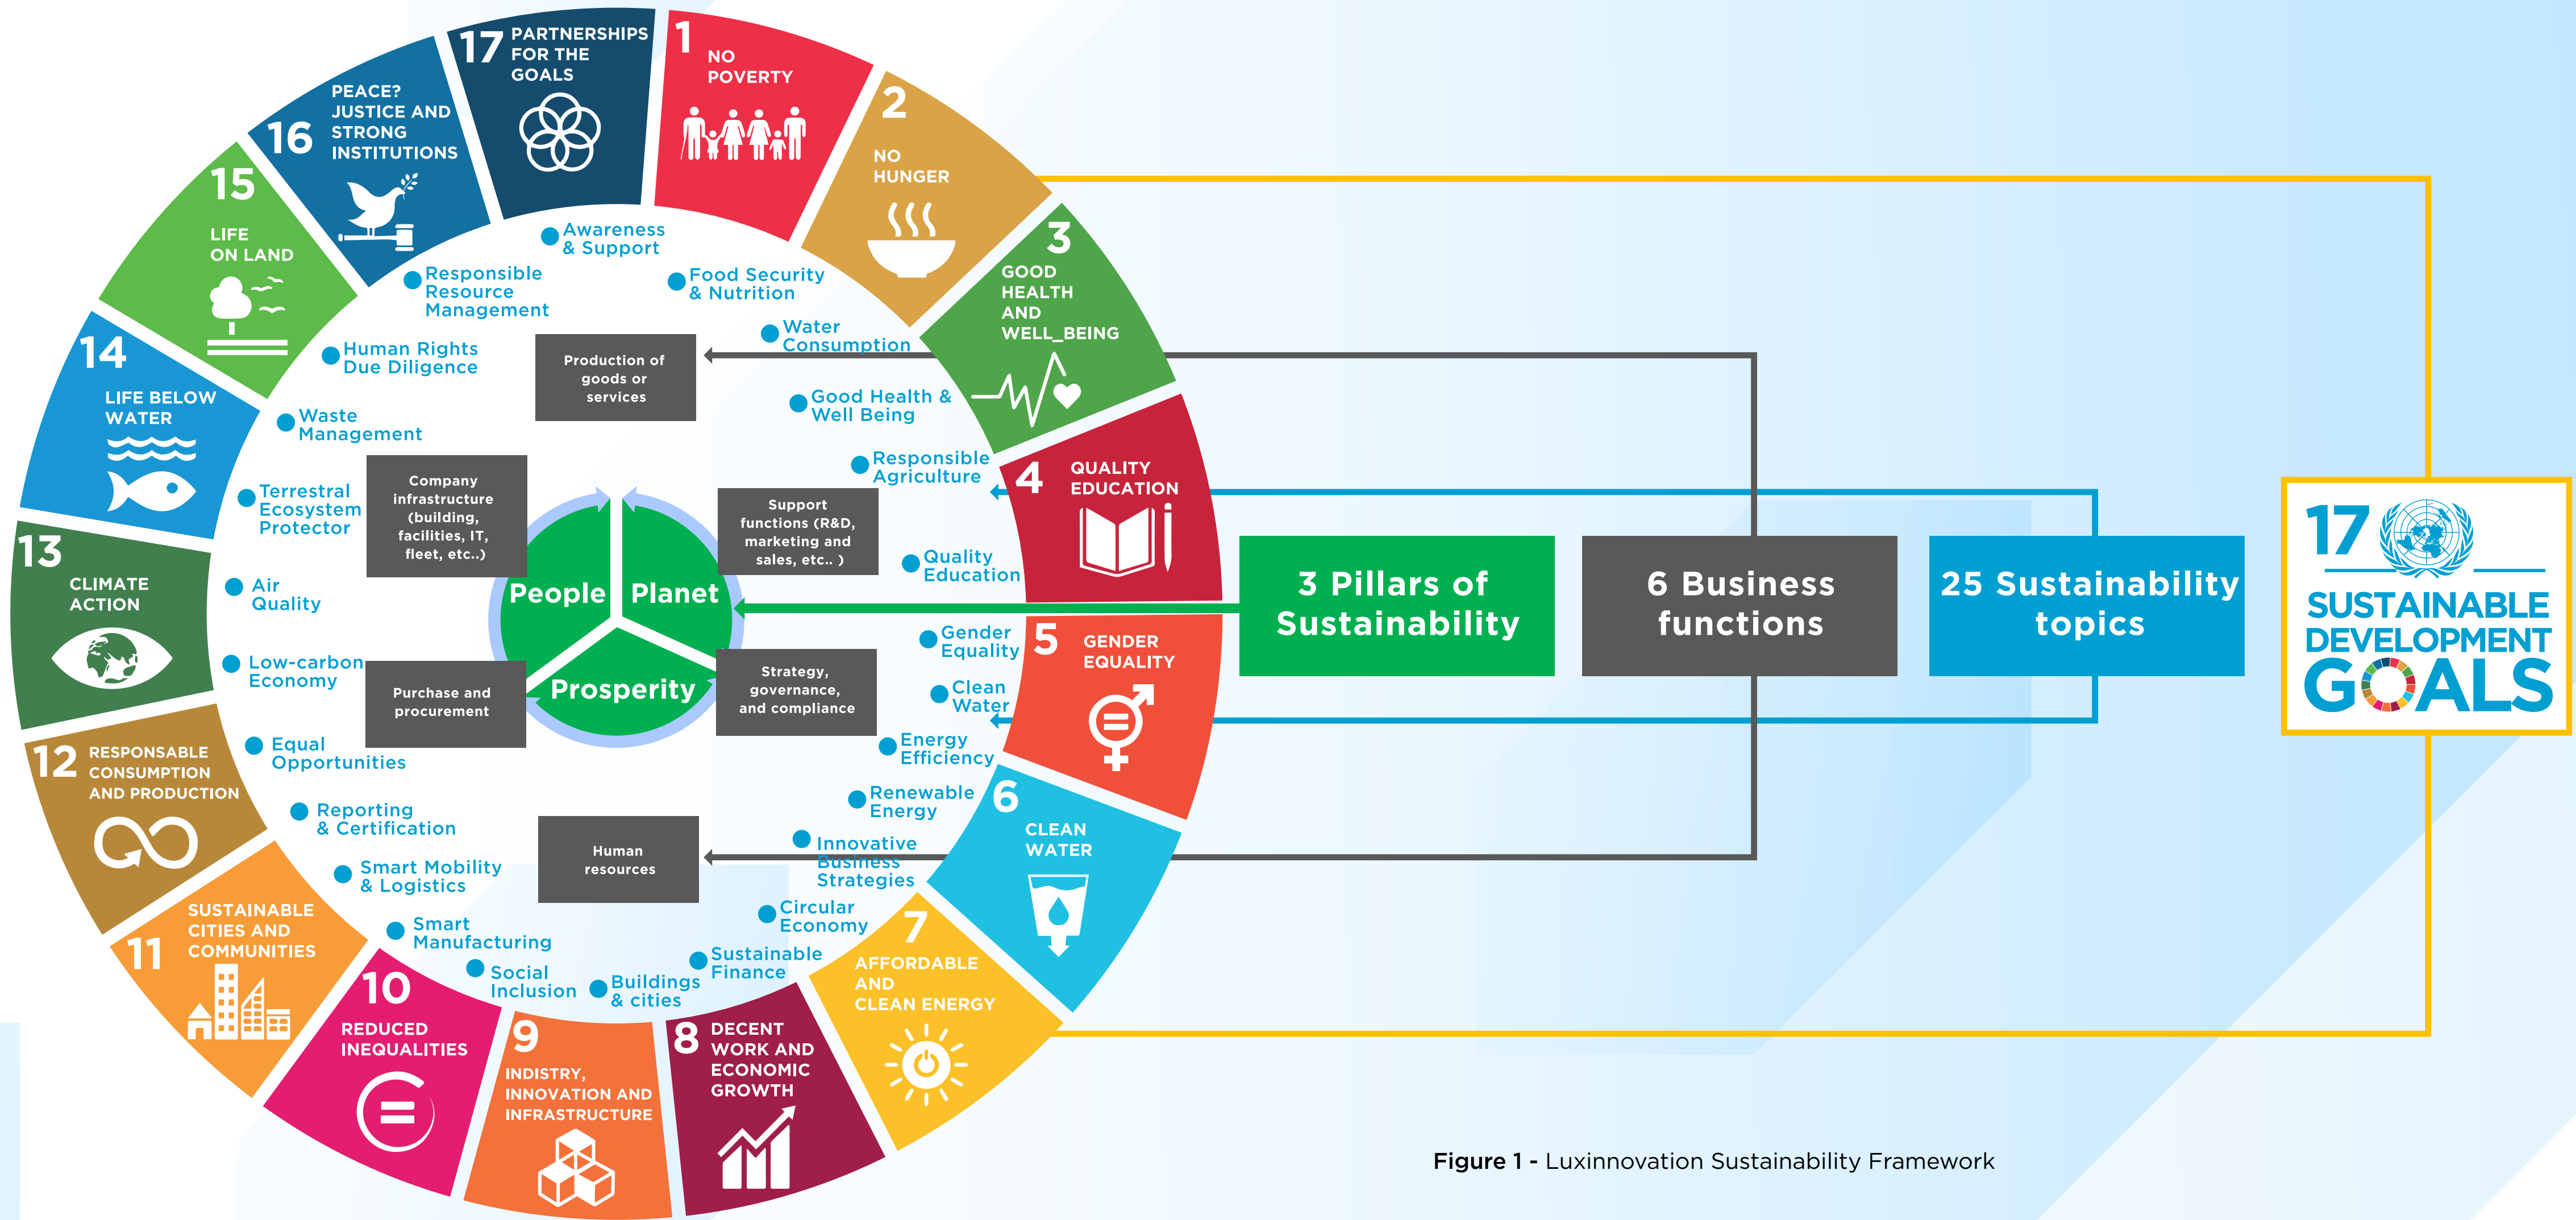 17
PARTNERSHIPS
FOR THE
GOALS
1
NO
POVERTY
2
NO
HUNGER
3
GOOD
HEALTH
AND
WELL_BEING
4
QUALITY
EDUCATION
5
GENDER
EQUALITY
6
CLEAN
WATER
7
AFFORDABLE
AND
CLEAN ENERGY
8
DECENT
WORK AND
ECONOMIC
GROWTH
9
INDISTRY,
INNOVATION AND
INFRASTRUCTURE
10
REDUCED
INEQUALITIES
11
SUSTAINABLE
CITIES AND
COMMUNITIES
12
RESPONSABLE
CONSUMPTION
AND PRODUCTION
13
CLIMATE
ACTION
14
LIFE BELOW
WATER
15
LIFE
ON LAND
16
PEACE?
JUSTICE AND
STRONG
INSTITUTIONS
Awareness
& Support
Food Security
& Nutrition
Water
Consumption
Good Health &
Well Being
Responsible
Agriculture
Quality
Education
Gender
Equality
Clean
Water
Energy
Efficiency
Renewable
Energy
Innovative
Business
Strategies
Circular
Economy
Sustainable
Finance
Buildings
& cities
Social
Inclusion
Smart
Manufacturing
Smart Mobility
& Logistics
Reporting
& Certification
Equal
Opportunities
Low-carbon
Economy
Air
Quality
Terrestral
Ecosystem
Protector
Waste
Management
Human Rights
Due Diligence
Responsible
Resource
Management
Production of
goods or
services
Company
infrastructure
(building,
facilities, IT,
fleet, etc..)
Support
functions (R&D,
marketing and
sales, etc.. )
Purchase and
procurement
Strategy,
governance,
and compliance
Human
resources
People
Planet
Prosperity
3 Pillars of
Sustainability
6 Business
functions
25 Sustainability
topics
17
SUSTAINABLE
DEVELOPMENT
GOALS
Figure 1 - Luxinnovation Sustainability Framework